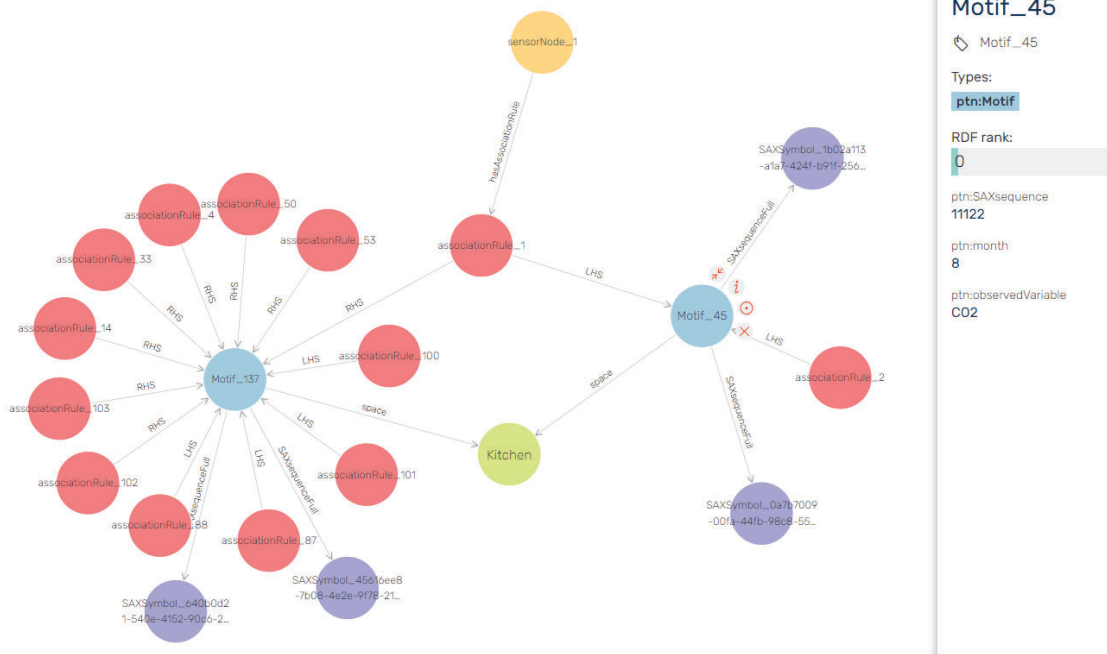 sensorNode_1
hasAssociationRule
SAXSymbol_1b02a113
-a1a7-424f-b91f-256...
SAXsequenceFull
associationRule_50
associationRule_4
associationRule_53
associationRule_33
associationRule_1
RHS
RHS
RHS
RHS
RHS
LHS
Motif_45
associationRule_14
RHS
associationRule_100
LHS
LHS
associationRule_2
Motif_137
space
space
RHS
associationRule_103
RHS
LHS
SAXsequenceFull
Kitchen
LHS
LHS
SAXsequenceFull
associationRule_101
associationRule_102
SAXSymbol_0a7b7009
-00fa-44fb-98c8-55...
associationRule_88
associationRule_87
SAXSymbol_45616ee8
-7b08-4e2e-9f78-21...
SAXSymbol_640b0d2
1-540e-4152-90c6-2...
Motif_45
Motif_45
Types:
ptn:Motif
RDF rank:
0
ptn:SAXsequence
11122
ptn:month
8
ptn:observedVariable
CO2